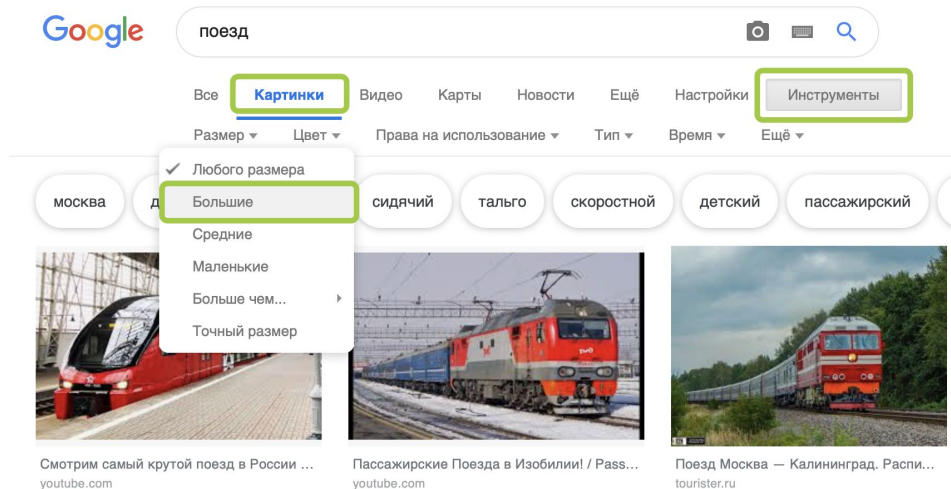 Google
поезд
Все Картинки Видео Карты Новости Ещё Настройки Инструменты
Размер Цвет Права на использование Тип Время Ещё
Любого размера
Большие
Средние
Маленькие
Больше чем...
Точный размер
москва сидячий тальго скоростной детский пассажирский
Смотрим самый крутой поезд в России ... Пассажирские Поезда в Изобилии! / Pass... Поезд Москва — Калининград. Распи...
youtube.com youtube.com tourister.ru